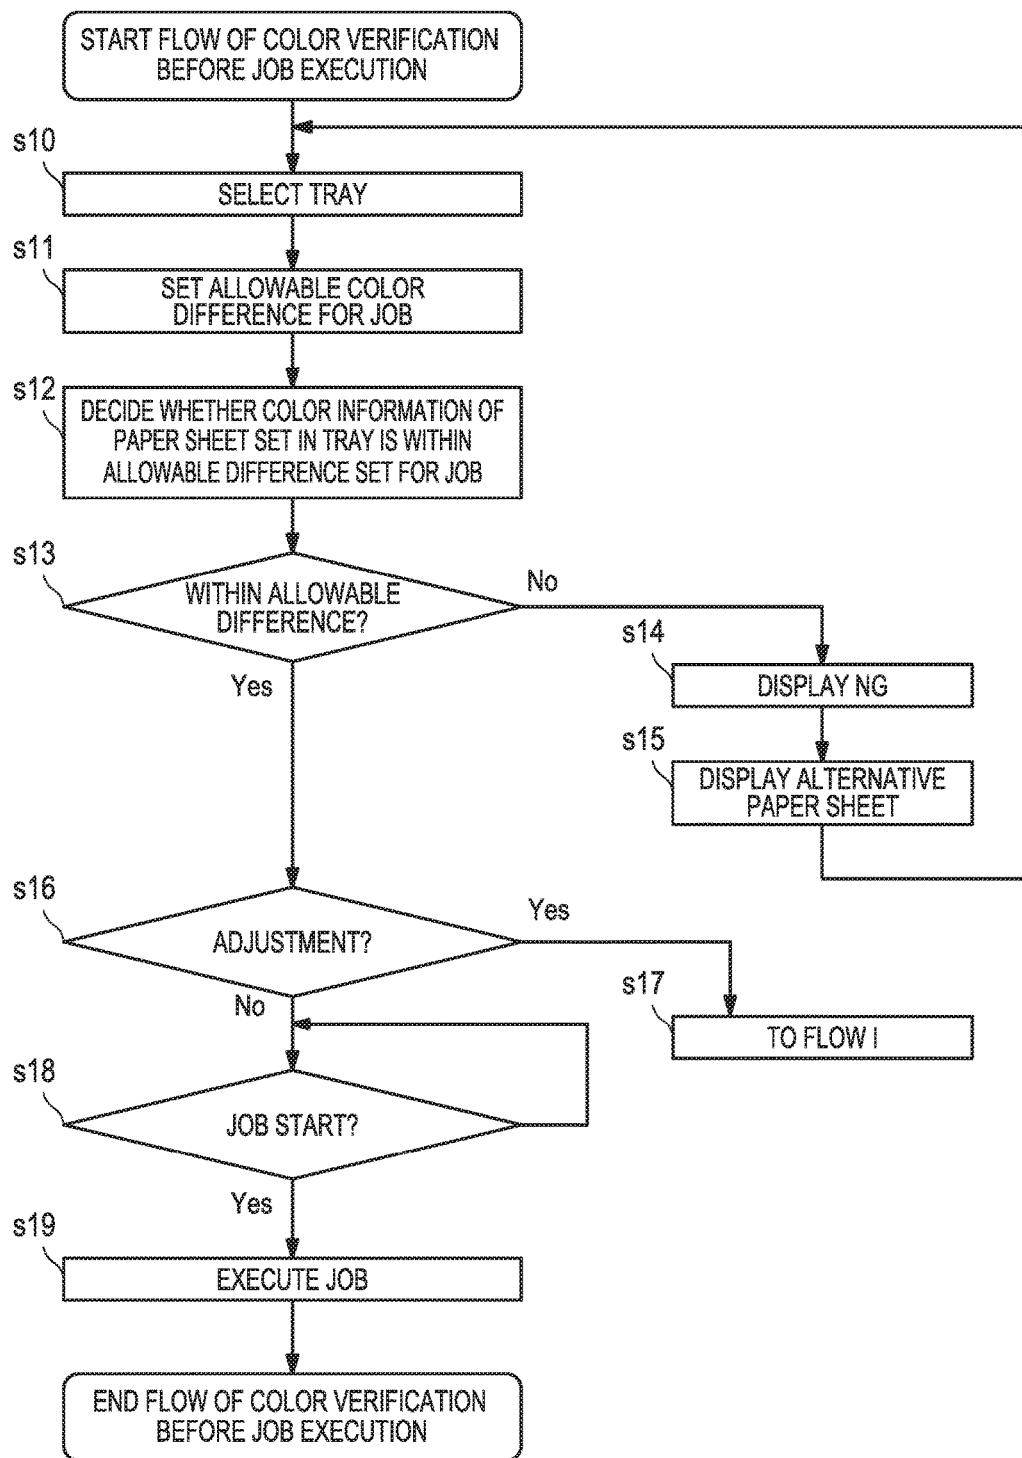 START FLOW OF COLOR VERIFICATION
BEFORE JOB EXECUTION
s10
SELECT TRAY
s11
SET ALLOWABLE COLOR
DIFFERENCE FOR JOB
s12
DECIDE WHETHER COLOR INFORMATION OF
PAPER SHEET SET IN TRAY IS WITHIN
ALLOWABLE DIFFERENCE SET FOR JOB
s13
WITHIN ALLOWABLE
DIFFERENCE?
No
Yes
s14
DISPLAY NG
s15
DISPLAY ALTERNATIVE
PAPER SHEET
s16
ADJUSTMENT?
Yes
No
s17
TO FLOW I
s18
JOB START?
Yes
s19
EXECUTE JOB
END FLOW OF COLOR VERIFICATION
BEFORE JOB EXECUTION